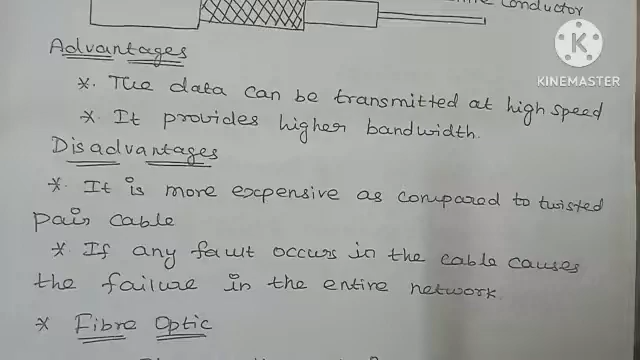 Conductor
Advantages
*. The data can be transmitted at high speed
*. It provides higher bandwidth.
Disadvantages
*. It is more expensive as compared to twisted
pair cable
*. If any fault occurs in the cable causes
the failure in the entire network
* Fibre Optic
KINEMASTER